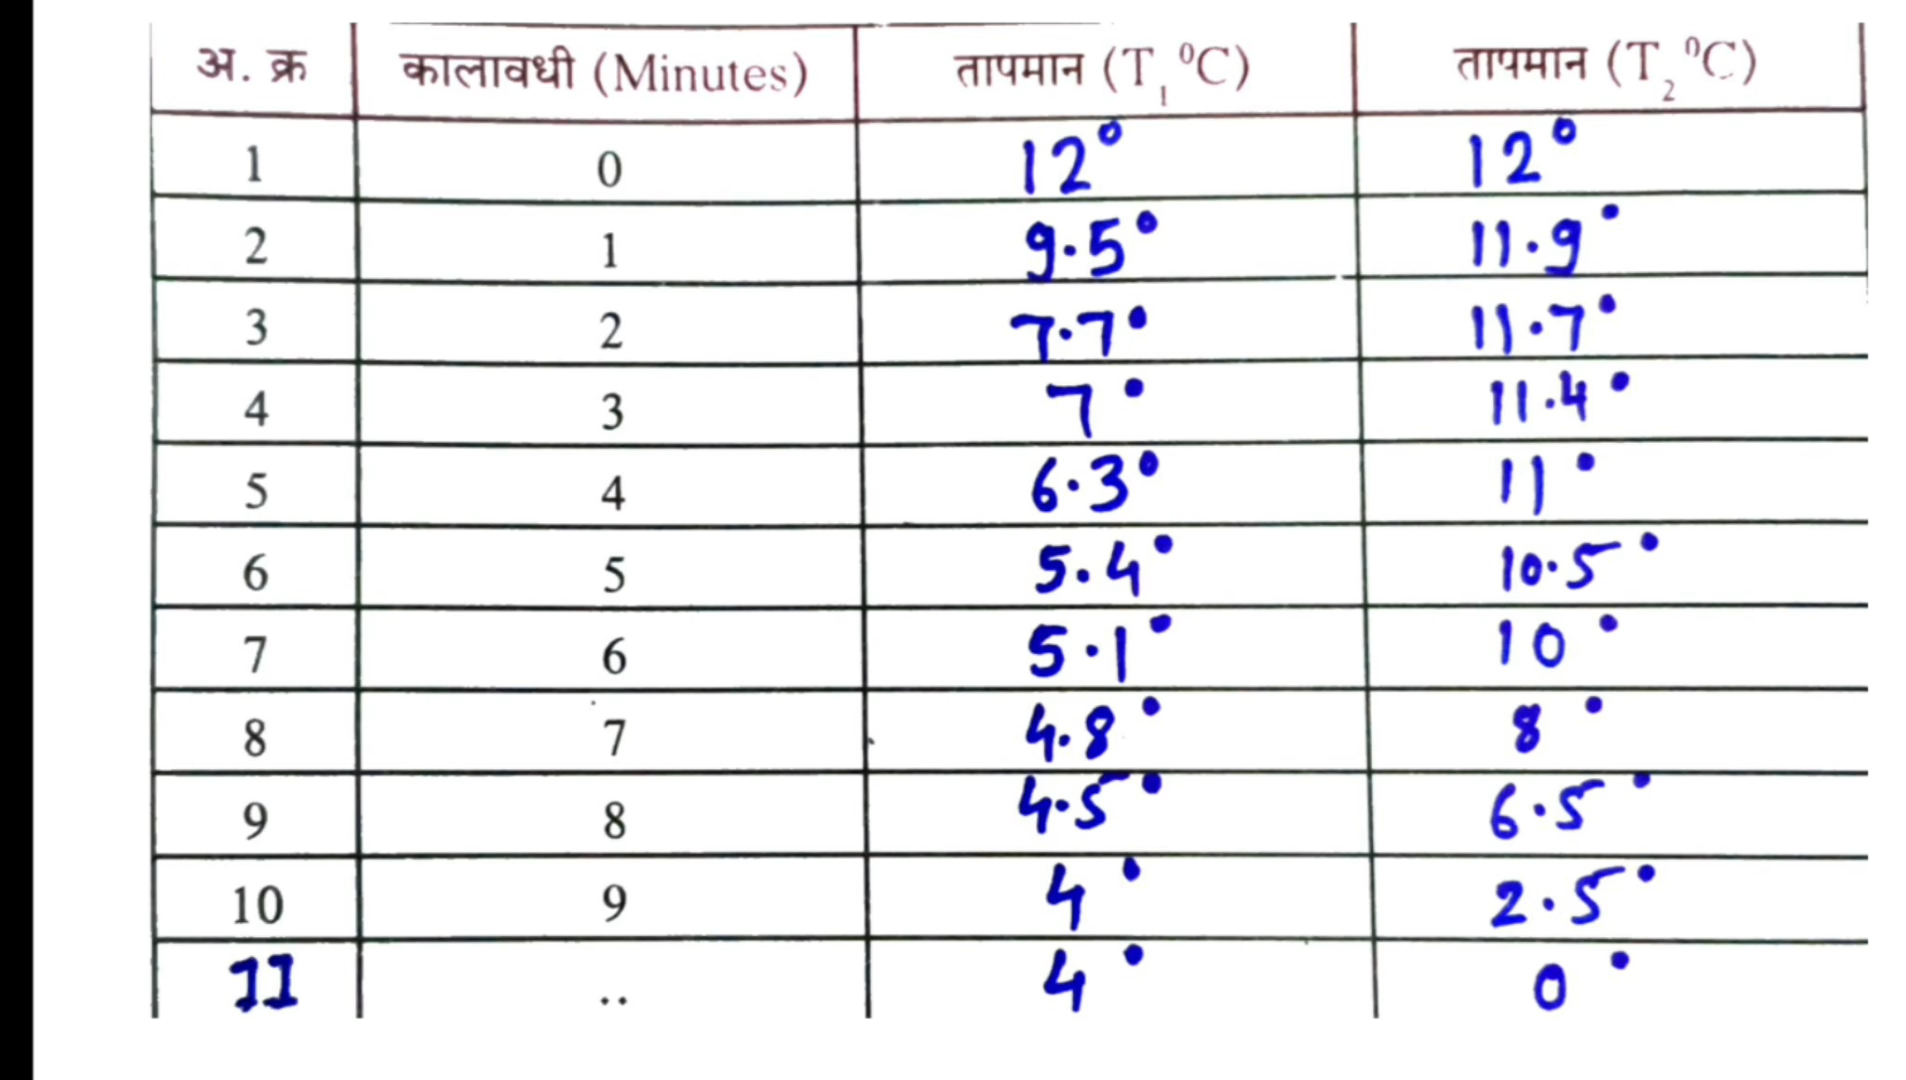 अ. क्र कालावधी (Minutes) तापमान (T₁ ⁰C) तापमान (T₂ ⁰C)
1 0 12° 12°
2 1 9.5° 11.9°
3 2 7.7° 11.7°
4 3 7° 11.4°
5 4 6.3° 11°
6 5 5.4° 10.5°
7 6 5.1° 10°
8 7 4.8° 8°
9 8 4.5° 6.5°
10 9 4° 2.5°
11 .. 4° 0°